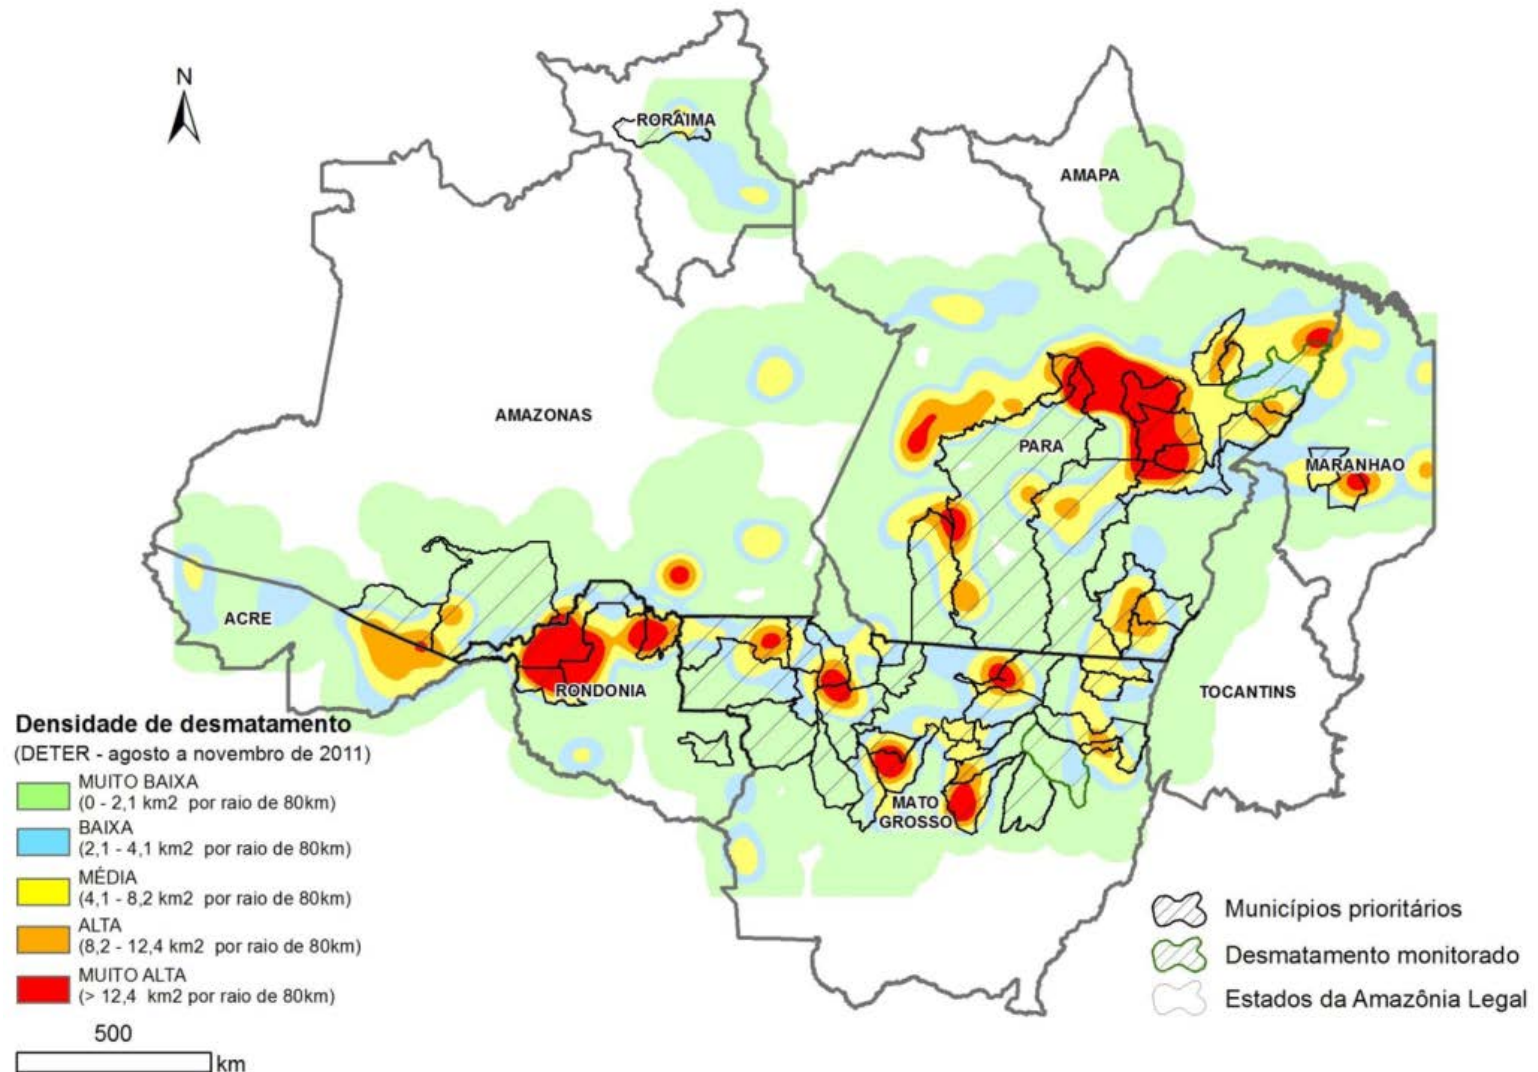 N
RORAIMA
AMAPA
AMAZONAS
PARA
MARANHAO
ACRE
RONDONIA
TOCANTINS
MATO
GROSSO
Densidade de desmatamento
(DETER - agosto a novembro de 2011)
MUITO BAIXA
(0 - 2,1 km2 por raio de 80km)
BAIXA
(2,1 - 4,1 km2 por raio de 80km)
MÉDIA
(4,1 - 8,2 km2 por raio de 80km)
ALTA
(8,2 - 12,4 km2 por raio de 80km)
MUITO ALTA
(> 12,4 km2 por raio de 80km)
500
km
Municípios prioritários
Desmatamento monitorado
Estados da Amazônia Legal